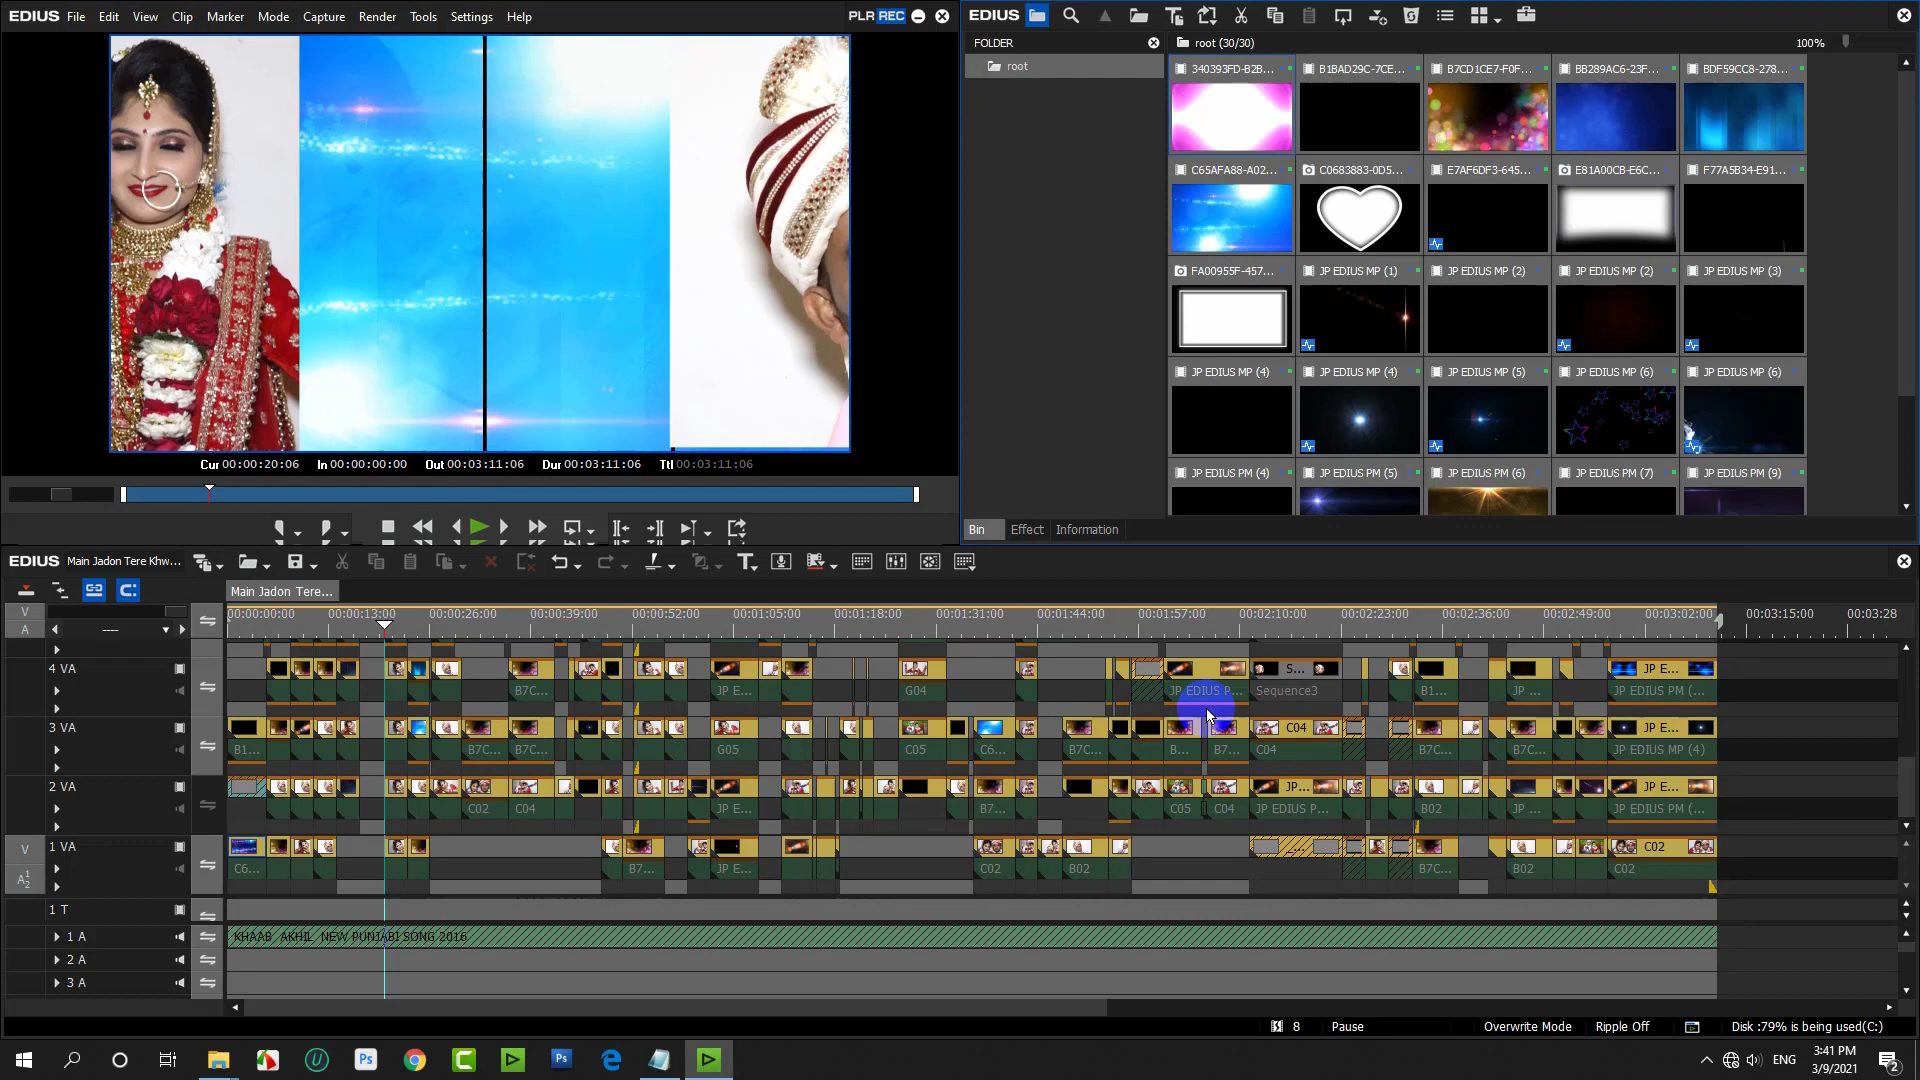 EDIUS File Edit View Clip Marker Mode Capture Render Tools Settings Help PLR REC
EDIUS
FOLDER
root (30/30)
100%
root
340393FD-B2B... B1BAD29C-7CE... B7CD1CE7-F0F... BB289AC6-23F... BDF59CC8-278...
C65AFA88-A02... C0683883-0D5... E7AF6DF3-645... E81A00CB-E6C... F77A5B34-E91...
FA00955F-457... JP EDIUS MP (1) JP EDIUS MP (2) JP EDIUS MP (2) JP EDIUS MP (3)
JP EDIUS MP (4) JP EDIUS MP (4) JP EDIUS MP (5) JP EDIUS MP (6) JP EDIUS MP (6)
JP EDIUS PM (4) JP EDIUS PM (5) JP EDIUS PM (6) JP EDIUS PM (7) JP EDIUS PM (9)
Cur 00:00:20:06 In 00:00:00:00 Out 00:03:11:06 Dur 00:03:11:06 Ttl 00:03:11:06
Bin Effect Information
EDIUS Main Jadon Tere Khw...
Main Jadon Tere...
V
A
----
00:00:00:00 00:00:13:00 00:00:26:00 00:00:39:00 00:00:52:00 00:01:05:00 00:01:18:00 00:01:31:00 00:01:44:00 00:01:57:00 00:02:10:00 00:02:23:00 00:02:36:00 00:02:49:00 00:03:02:00 00:03:15:00 00:03:28
4 VA S... JP E...
B7C... JP E... G04 JP EDIUS P... Sequence3 B1... JP ... JP EDIUS PM (...
3 VA C04 JP E...
B1... B7C... B7C... G05 C05 C6... B7C... B... B7... C04 B7C... B7C... JP EDIUS MP (4)
2 VA JP... JP E...
C02 C04 JP E... B7... C05 C04 JP EDIUS P... B02 JP ... JP EDIUS PM (...
V 1 VA ... C02
A 1 2 C6... B7... JP E... C02 B02 B7C... B02 C02
1 T
1 A KHAAB AKHIL NEW PUNJABI SONG 2016
2 A
3 A
8 Pause Overwrite Mode Ripple Off Disk :79% is being used(C:)
ENG
3:41 PM
3/9/2021
2